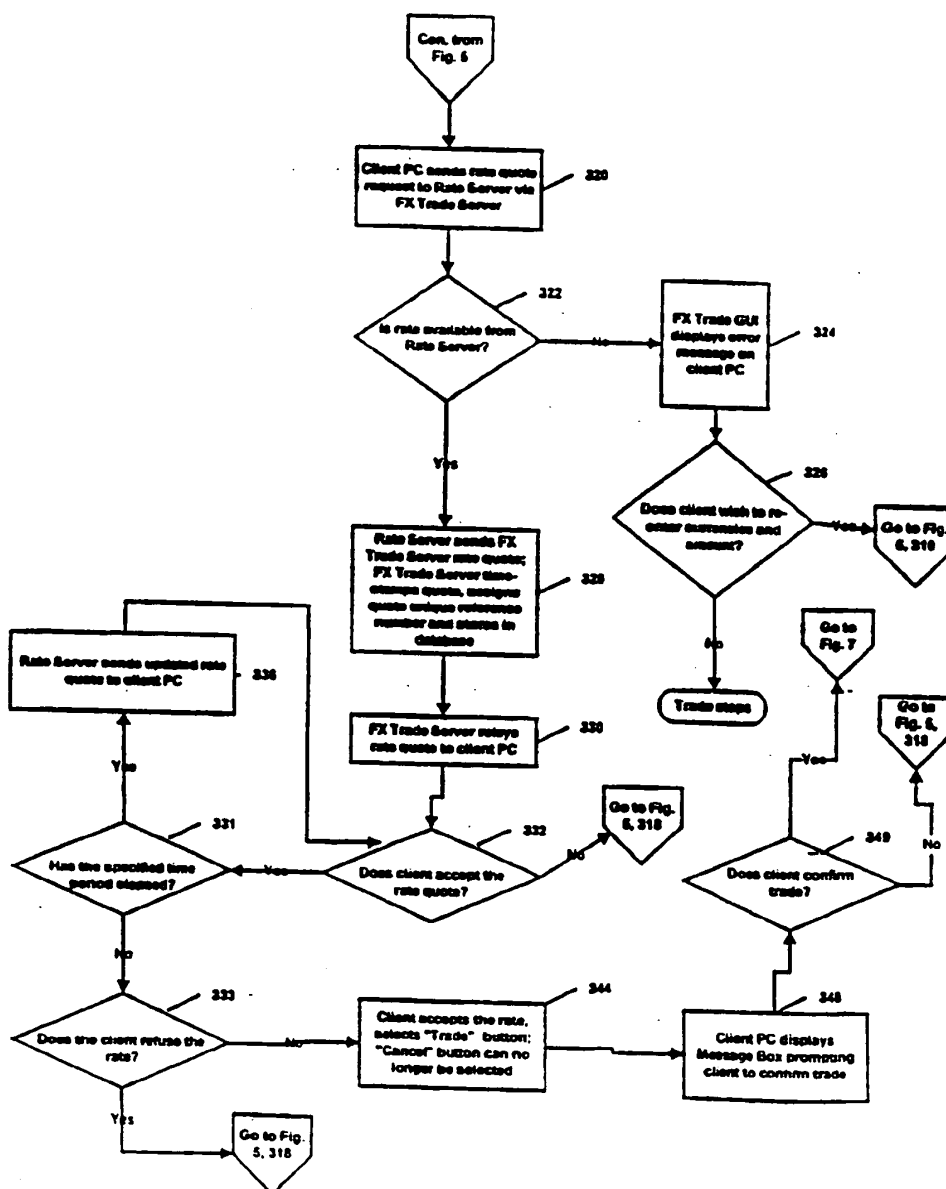 Con. from
Fig. 5
Client PC sends rate quote
request to Rate Server via
FX Trade Server
320
322
Is rate available from
Rate Server?
No
FX Trade GUI
displays error
message on
client PC
324
Yes
326
Does client wish to re-
enter currencies and
amount?
Yes
Go to Fig.
Rate Server sends FX
Trade Server rate quote;
FX Trade Server time-
stamps quote, assigns
quote unique reference
number and stores in
database
No
Trade stops
Go to
Fig. 7
Go to
318
Rate Server sends updated rate
quote to client PC
336
FX Trade Server relays
rate quote to client PC
330
Yes
331
Has the specified time
period elapsed?
Yes
332
Does client accept the
rate quote?
No
Go to Fig.
5, 318
Yes
349
Does client confirm
trade?
No
No
333
Does the client refuse the
rate?
No
344
Client accepts the rate,
selects "Trade" button;
"Cancel" button can no
longer be selected
Client PC displays
Message Box prompting
client to confirm trade
Yes
Go to Fig.
5, 318